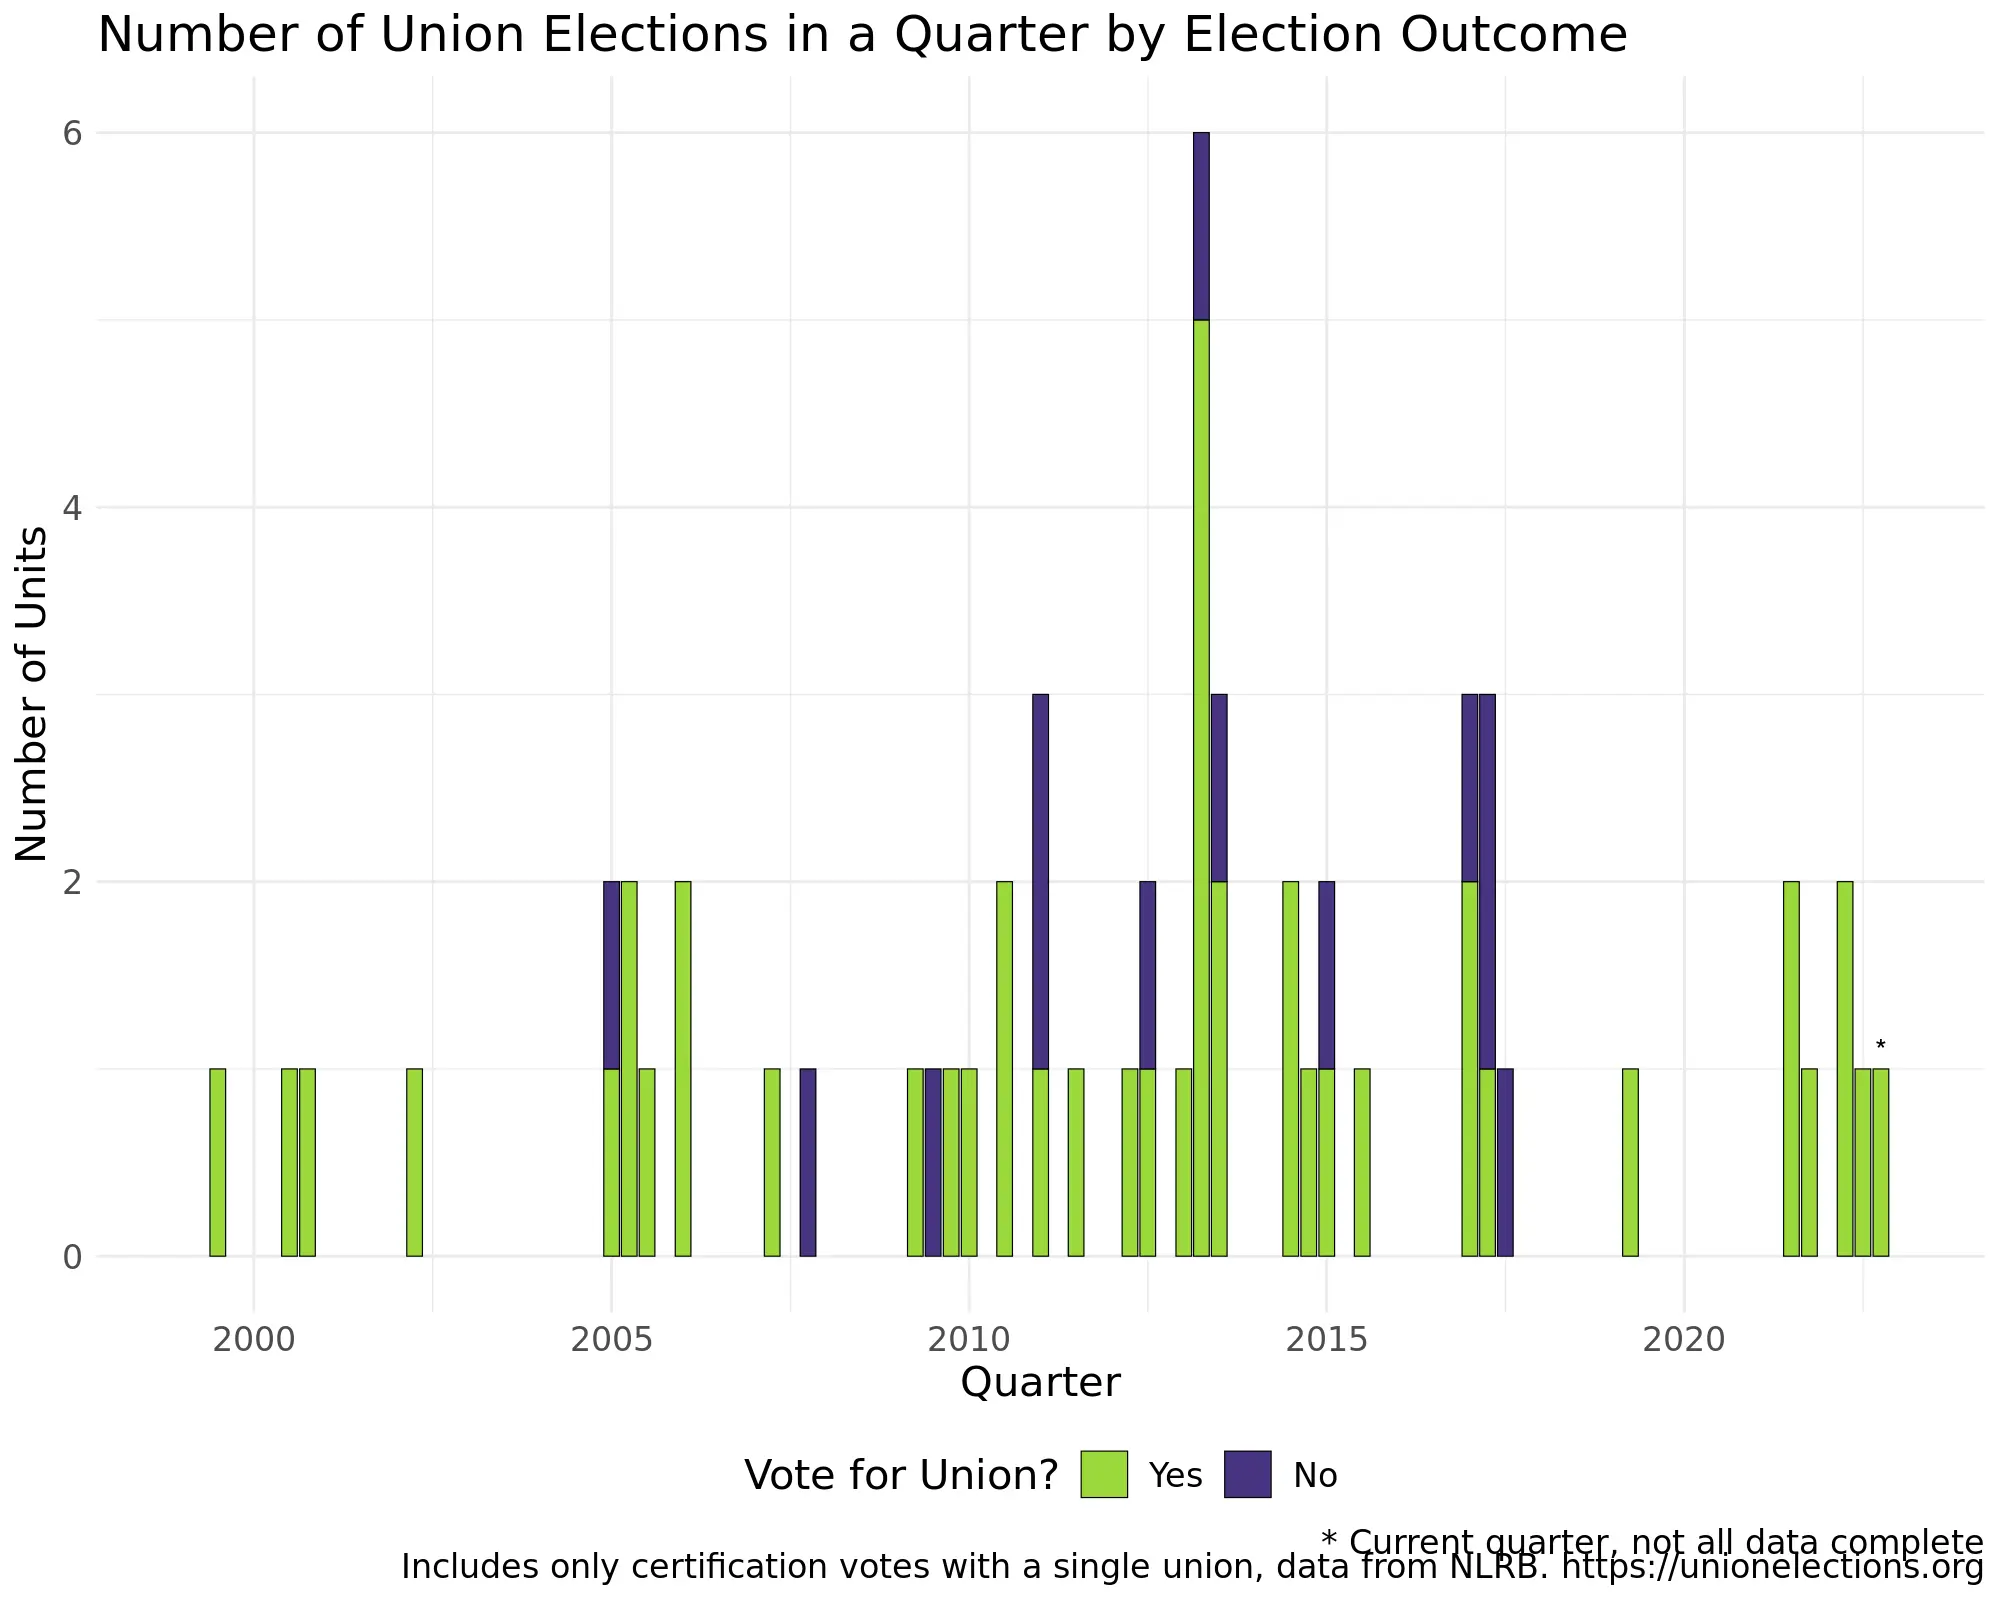 Number of Union Elections in a Quarter by Election Outcome
6
4
2
0
Number of Units
*
2000 2005 2010 2015 2020
Quarter
Vote for Union? Yes No
* Current quarter, not all data complete
Includes only certification votes with a single union, data from NLRB. https://unionelections.org